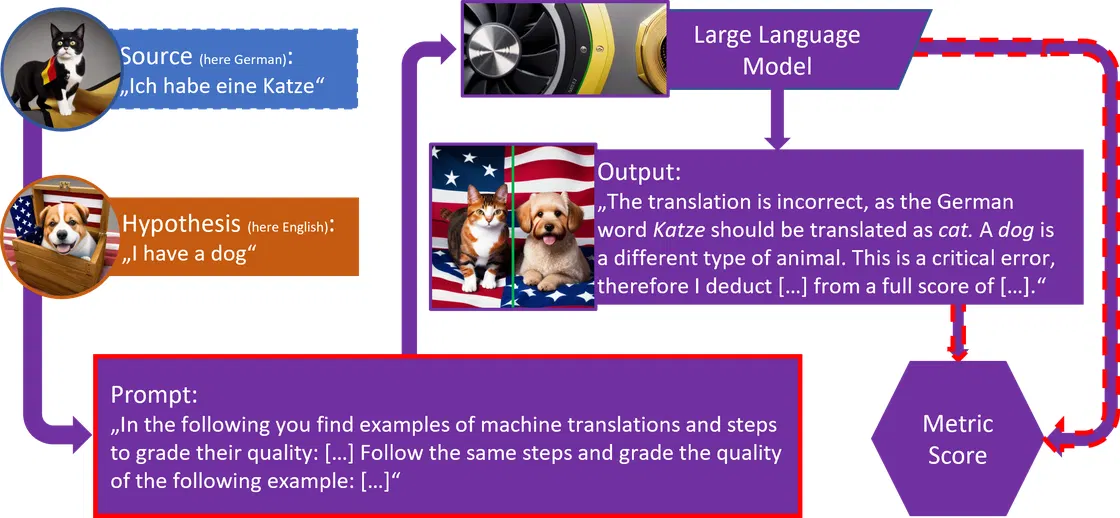 Source (here German):
„Ich habe eine Katze“
Hypothesis (here English):
„I have a dog“
Prompt:
„In the following you find examples of machine translations and steps
to grade their quality: […] Follow the same steps and grade the quality
of the following example: […]“
Large Language
Model
Output:
„The translation is incorrect, as the German
word Katze should be translated as cat. A dog is
a different type of animal. This is a critical error,
therefore I deduct […] from a full score of […].“
Metric
Score